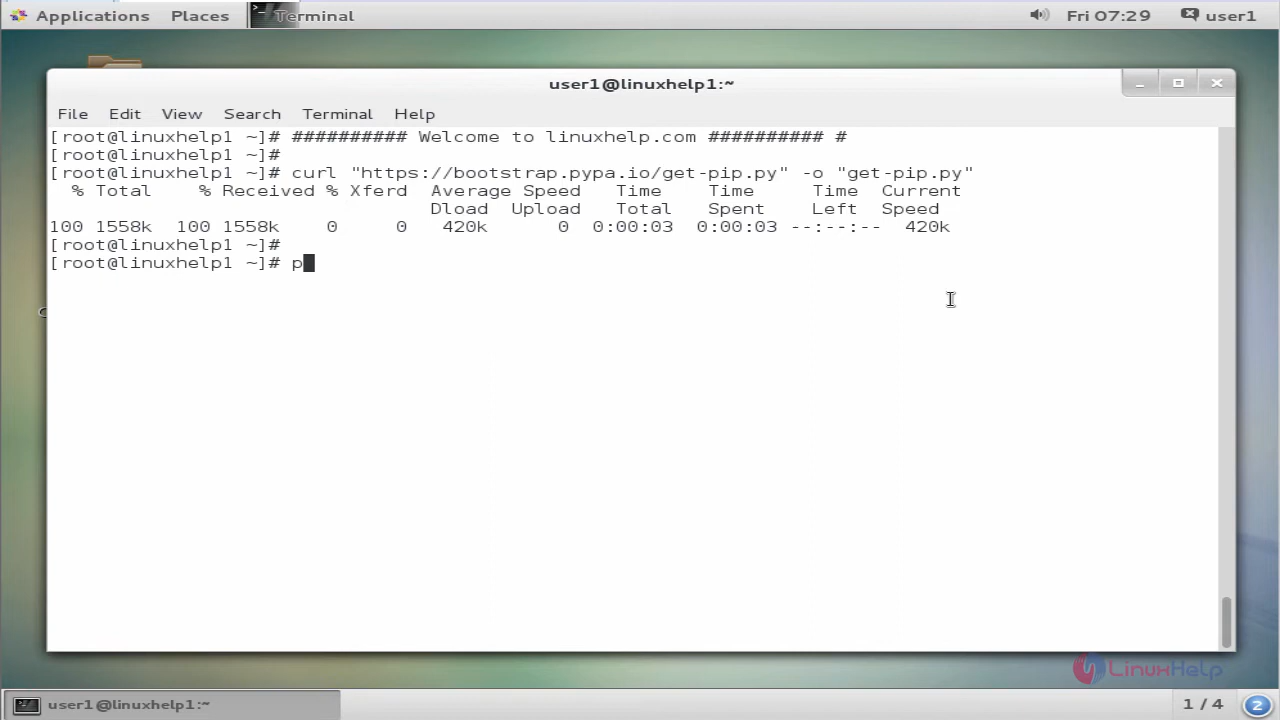 Applications Places Terminal Fri 07:29 user1
user1@linuxhelp1:~
File Edit View Search Terminal Help
[root@linuxhelp1 ~]# ########## Welcome to linuxhelp.com ########## #
[root@linuxhelp1 ~]#
[root@linuxhelp1 ~]# curl "https://bootstrap.pypa.io/get-pip.py" -o "get-pip.py"
% Total % Received % Xferd Average Speed Time Time Time Current
Dload Upload Total Spent Left Speed
100 1558k 100 1558k 0 0 420k 0 0:00:03 0:00:03 --:--:-- 420k
[root@linuxhelp1 ~]#
[root@linuxhelp1 ~]# p
LinuxHelp
user1@linuxhelp1:~ 1 / 4 2